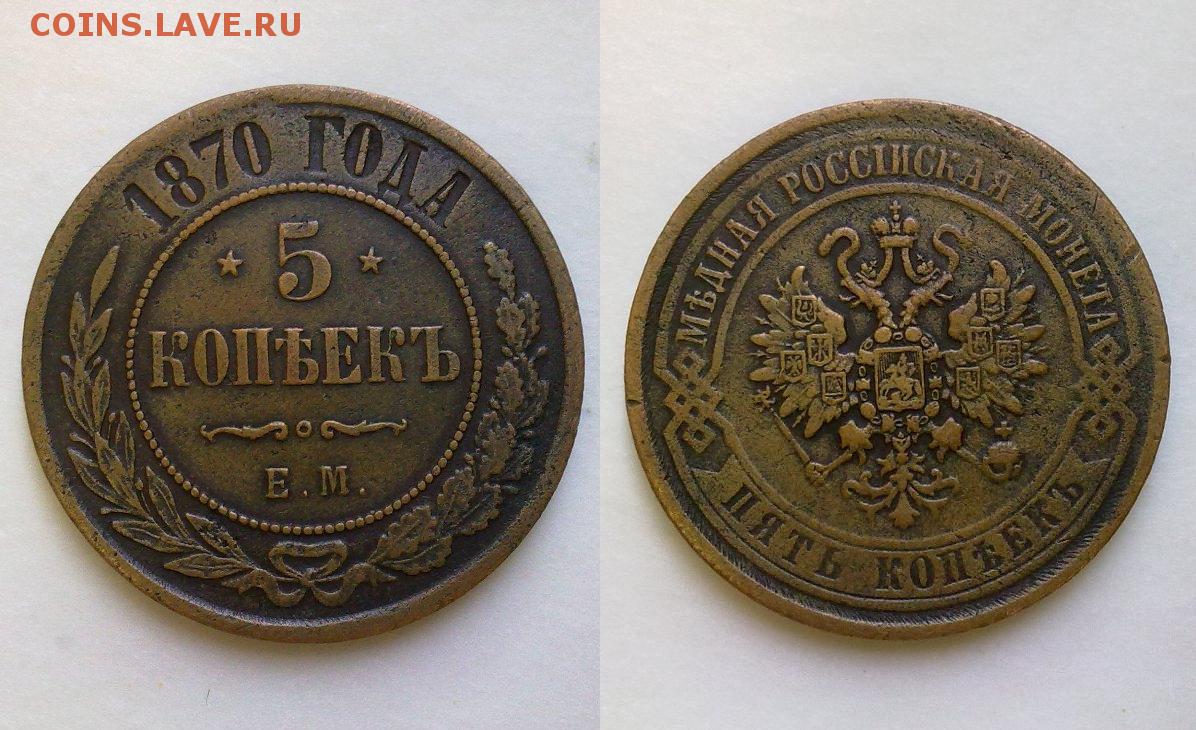 COINS.LAVE.RU
1870 ГОДА
5
КОПѢЕКЪ
Е.М.
МѢДНАЯ РОССІЙСКАЯ МОНЕТА
ПЯТЬ КОПѢЕКЪ